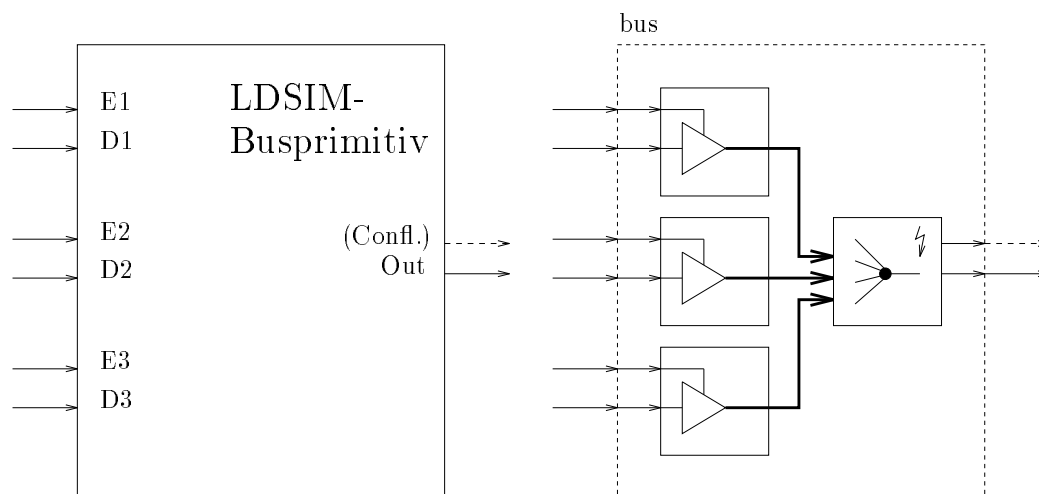 bus
E1
LDSIM-
D1
Busprimitiv
E2
(Confl.)
D2
Out
E3
D3